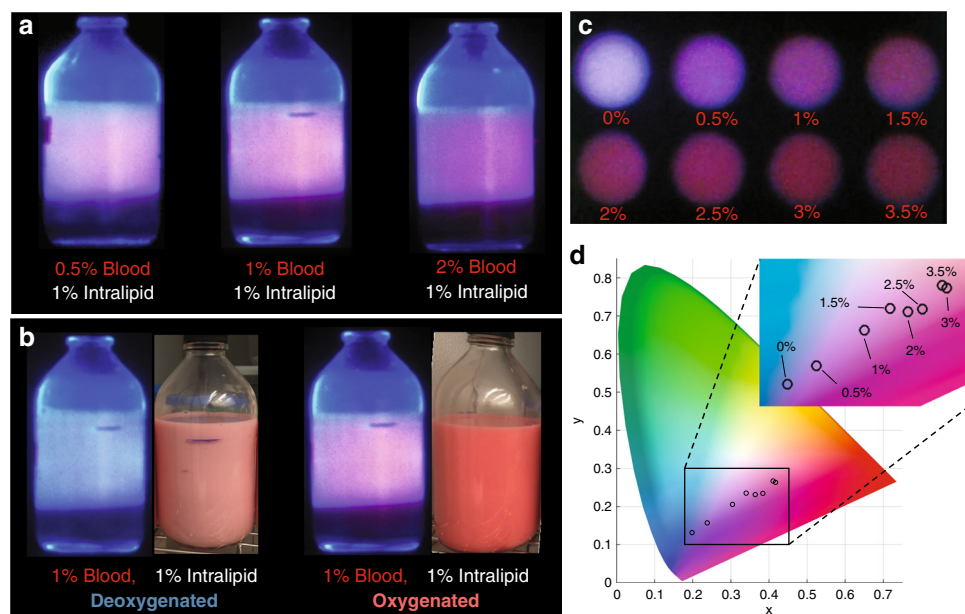 a
0.5% Blood
1% Intralipid
1% Blood
1% Intralipid
2% Blood
1% Intralipid
b
1% Blood, 1% Intralipid
Deoxygenated
1% Blood, 1% Intralipid
Oxygenated
c
0% 0.5% 1% 1.5%
2% 2.5% 3% 3.5%
d
0.8
0.7
0.6
0.5
0.4
0.3
0.2
0.1
0
y
0 0.1 0.2 0.3 0.4 0.5 0.6 0.7
x
3.5%
2.5%
1.5%
3%
2%
0%
1%
0.5%